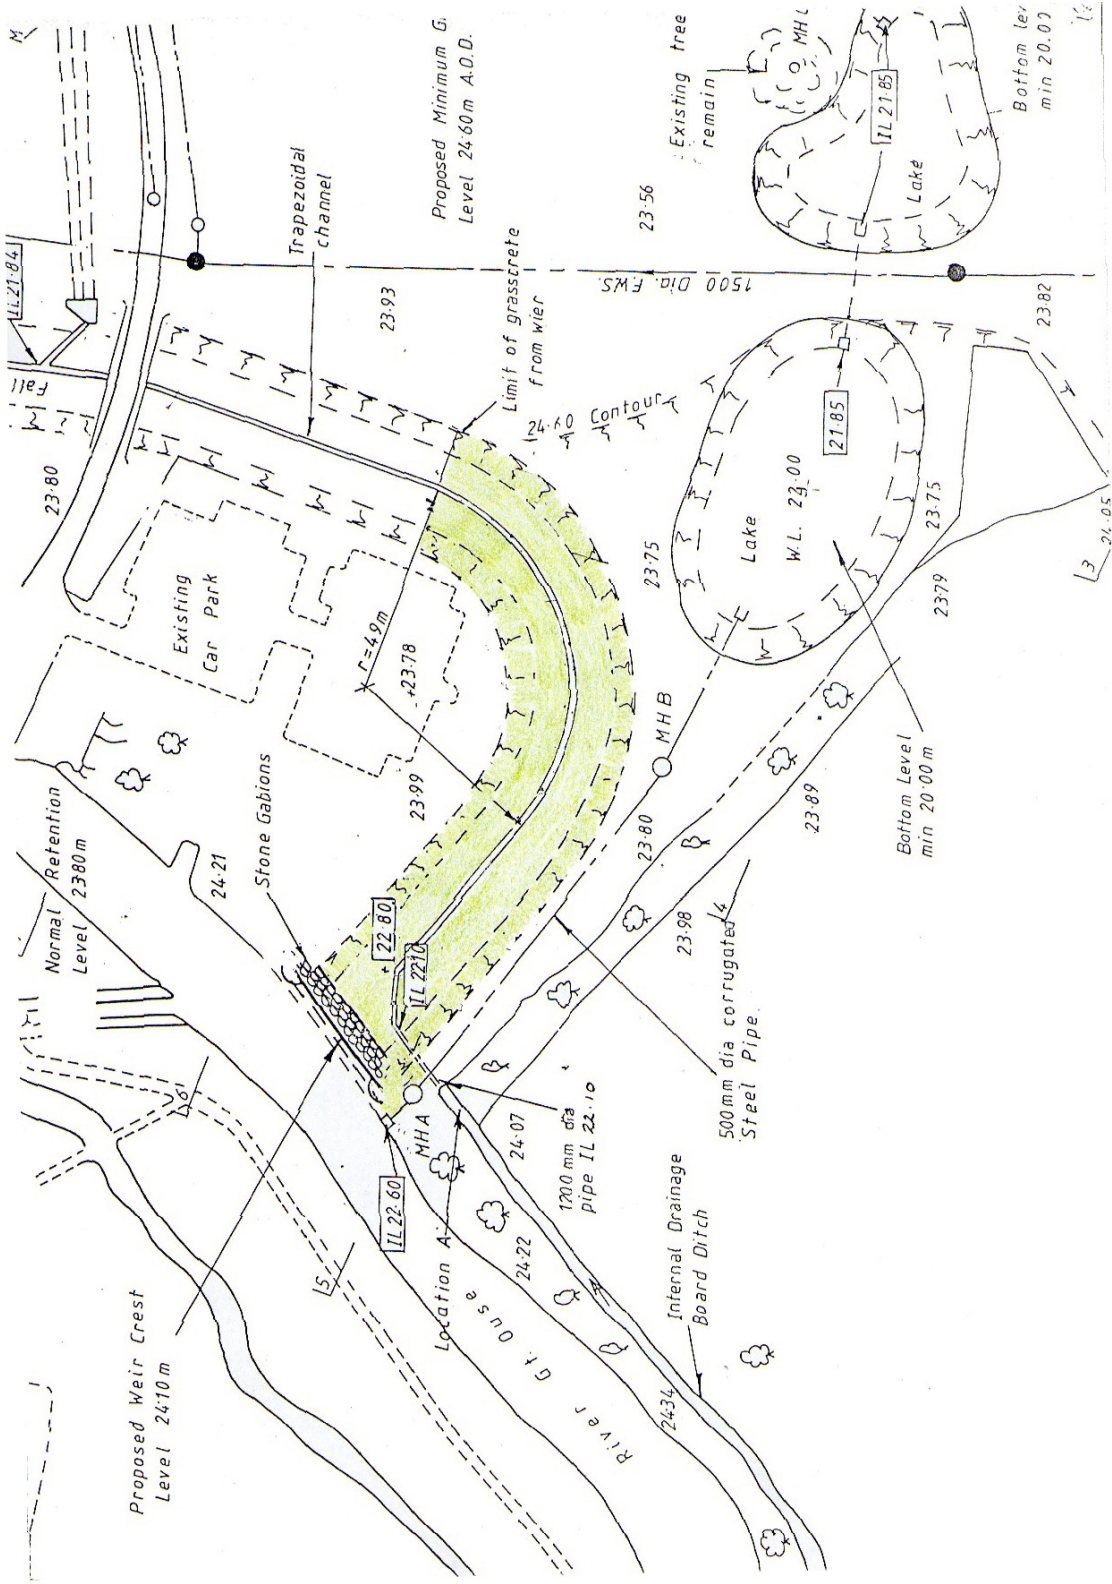 M
IL 21·84
Fall
23·80
Existing
Car Park
Trapezoidal
channel
Proposed Minimum G
Level 24·60m A.O.D.
23·93
Limit of grasscrete
from wier
24·60 Contour
Existing tree
remain
MH
23·56
1500 Dia. F.W.S.
IL 21·85
Lake
Bottom lev
min 20.00
23·82
21·85
Lake
W.L. 23·00
23·75
23·75
23·79
3
24·05
r=49m
+23·78
23·99
Normal Retention
Level 23·80m
24·21
Stone Gabions
+ 22·80
IL 22·10
MHB
23·80
23·89
Bottom Level
min 20·00m
23·98
4
500mm dia corrugated
Steel Pipe.
MHA
24·07
1200 mm dia
pipe IL 22·10
IL 22·60
Location A
24·22
Internal Drainage
Board Ditch
6
5
Proposed Weir Crest
Level 24·10m
River Gt. Ouse
24·34